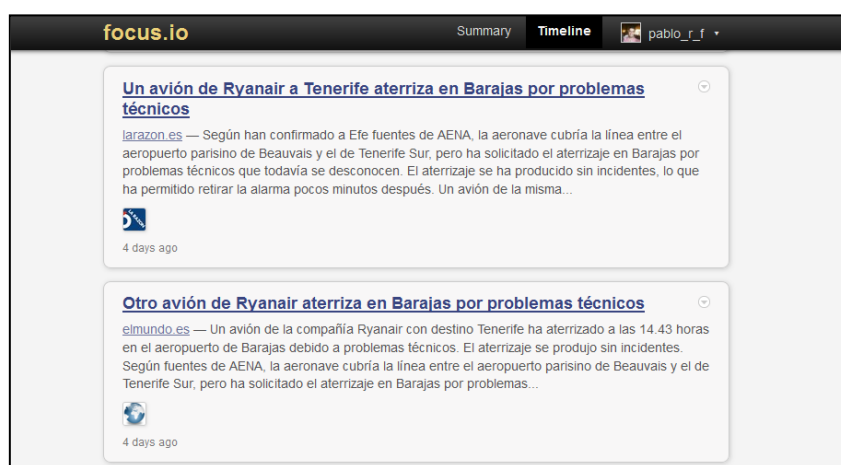 focus.io
Summary
Timeline
pablo_r_f
Un avión de Ryanair a Tenerife aterriza en Barajas por problemas
técnicos
larazon.es — Según han confirmado a Efe fuentes de AENA, la aeronave cubría la línea entre el
aeropuerto parisino de Beauvais y el de Tenerife Sur, pero ha solicitado el aterrizaje en Barajas por
problemas técnicos que todavía se desconocen. El aterrizaje se ha producido sin incidentes, lo que
ha permitido retirar la alarma pocos minutos después. Un avión de la misma...
LA RAZON
4 days ago
Otro avión de Ryanair aterriza en Barajas por problemas técnicos
elmundo.es — Un avión de la compañía Ryanair con destino Tenerife ha aterrizado a las 14.43 horas
en el aeropuerto de Barajas debido a problemas técnicos. El aterrizaje se produjo sin incidentes.
Según fuentes de AENA, la aeronave cubría la línea entre el aeropuerto parisino de Beauvais y el de
Tenerife Sur, pero ha solicitado el aterrizaje en Barajas por problemas...
4 days ago